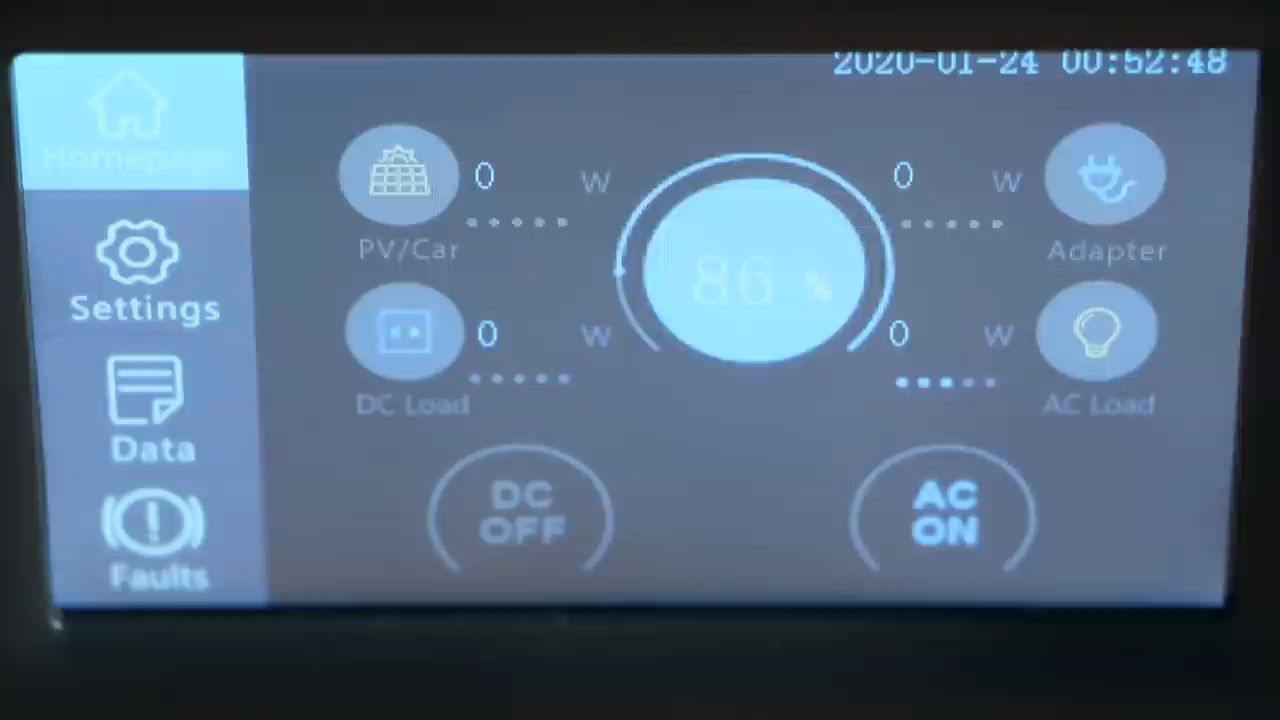 2020-01-24 00:52:48
Homepage
0 W
0 W
PV/Car
86 %
Adapter
Settings
0 W
0 W
DC Load
AC Load
Data
DC
OFF
AC
ON
Faults